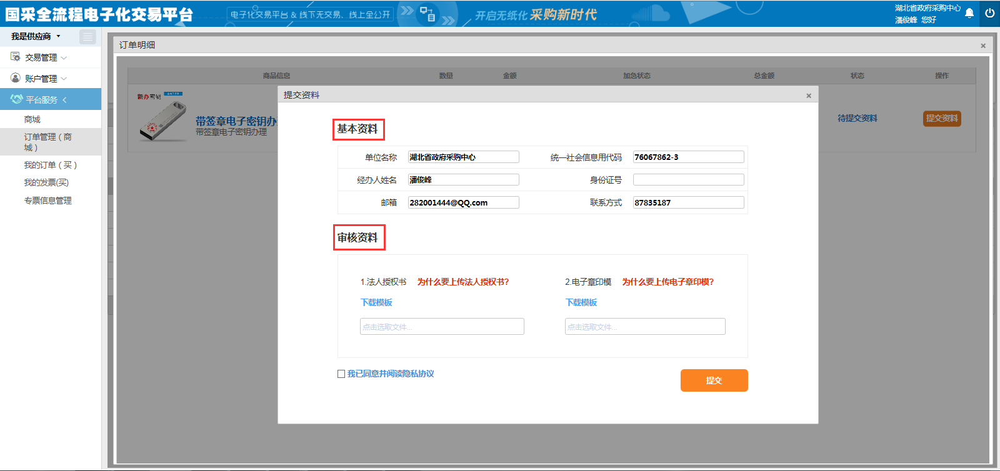 国采全流程电子化交易平台
电子化交易平台 & 线下无交易、线上全公开
开启无纸化 采购新时代
湖北省政府采购中心
潘俊峰 您好
我是供应商
交易管理
账户管理
平台服务
商城
订单管理（商
城）
我的订单（买）
我的发票(买)
专票信息管理
订单明细
×
商品信息 数量 金额 加急状态 总金额 状态 操作
新办密钥
带签章电子密钥办
带签章电子密钥办理
待提交资料
提交资料
提交资料
×
基本资料
单位名称 湖北省政府采购中心 统一社会信息用代码 76067862-3
经办人姓名 潘俊峰 身份证号
邮箱 282001444@QQ.com 联系方式 87835187
审核资料
1.法人授权书 为什么要上传法人授权书? 2.电子章印模 为什么要上传电子章印模?
下载模板 下载模板
点击选取文件... 点击选取文件...
我已同意并阅读隐私协议
提交